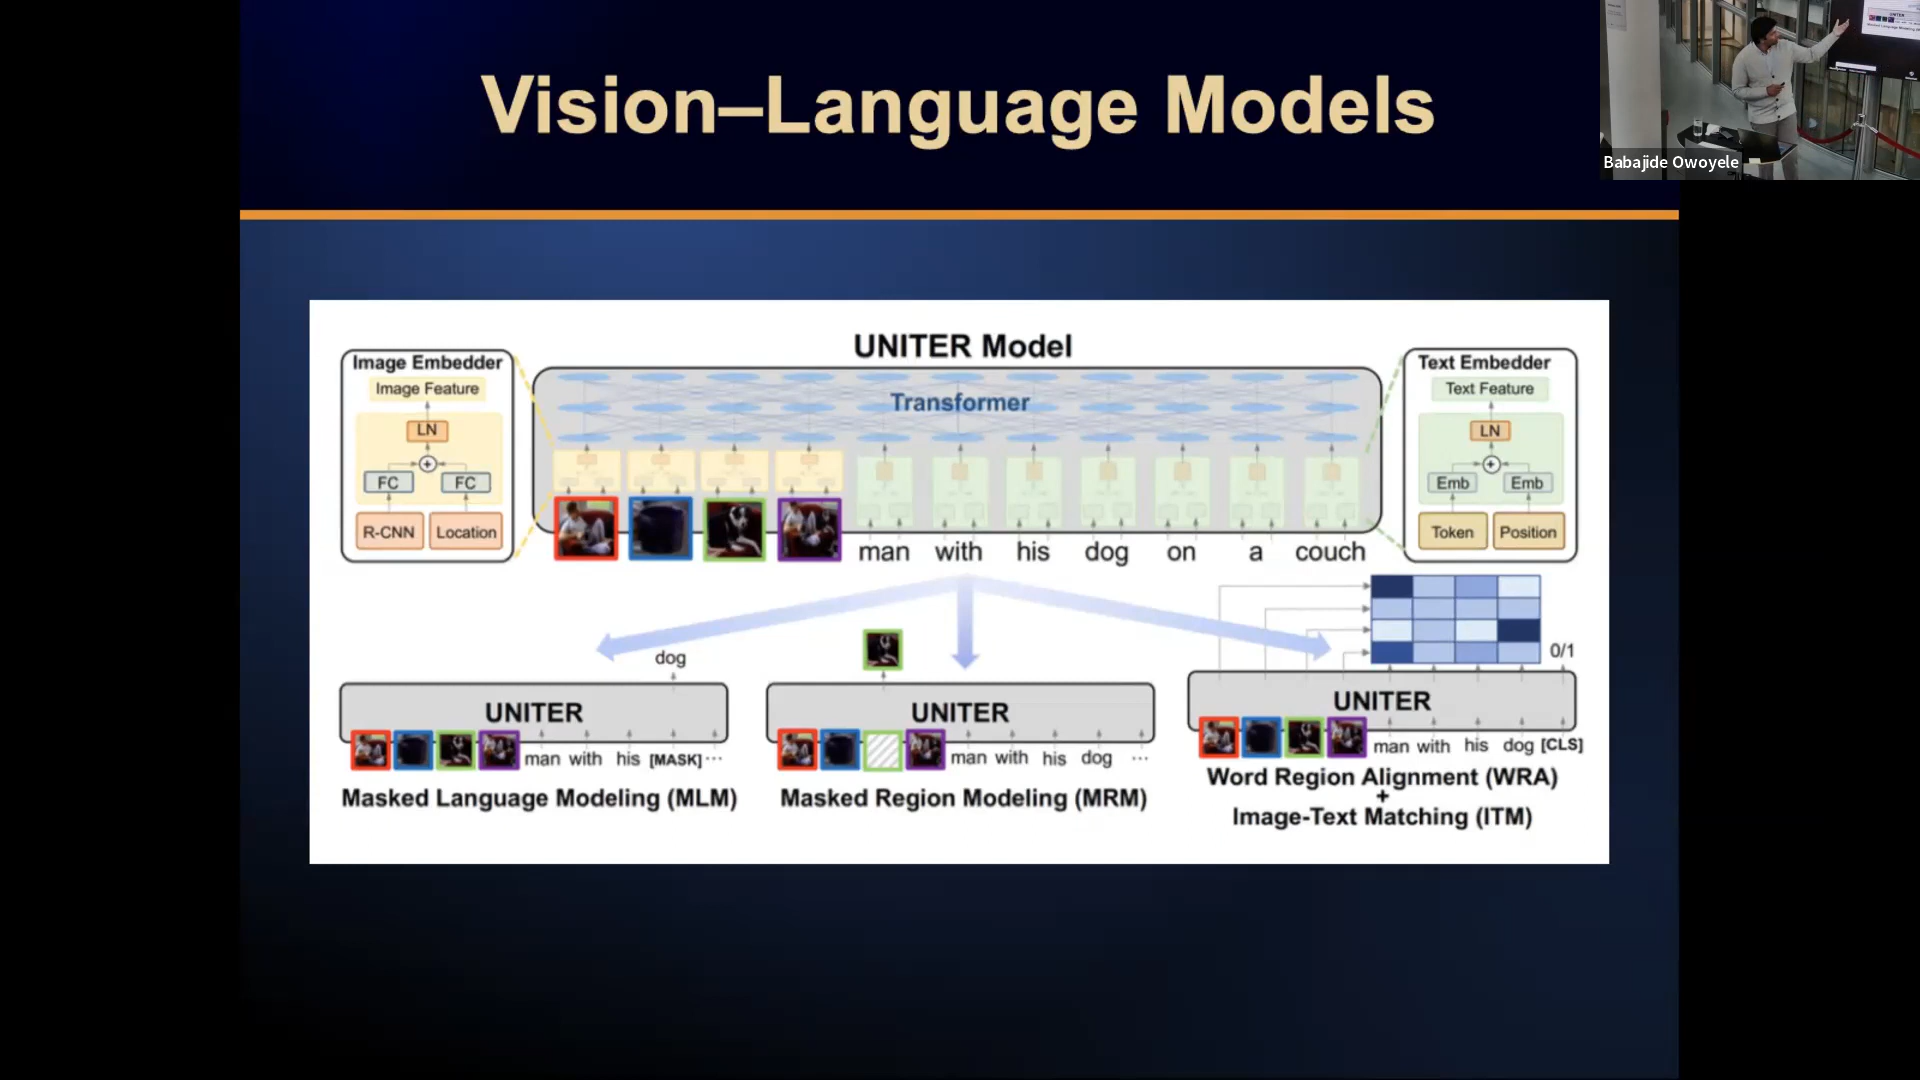 Vision–Language Models
Babajide Owoyele
UNITER Model
Image Embedder
Image Feature
LN
+
FC
FC
R-CNN
Location
Transformer
man with his dog on a couch
Text Embedder
Text Feature
LN
+
Emb
Emb
Token
Position
dog
UNITER
man with his [MASK] ...
Masked Language Modeling (MLM)
UNITER
man with his dog ...
Masked Region Modeling (MRM)
0/1
UNITER
man with his dog [CLS]
Word Region Alignment (WRA)
+
Image-Text Matching (ITM)